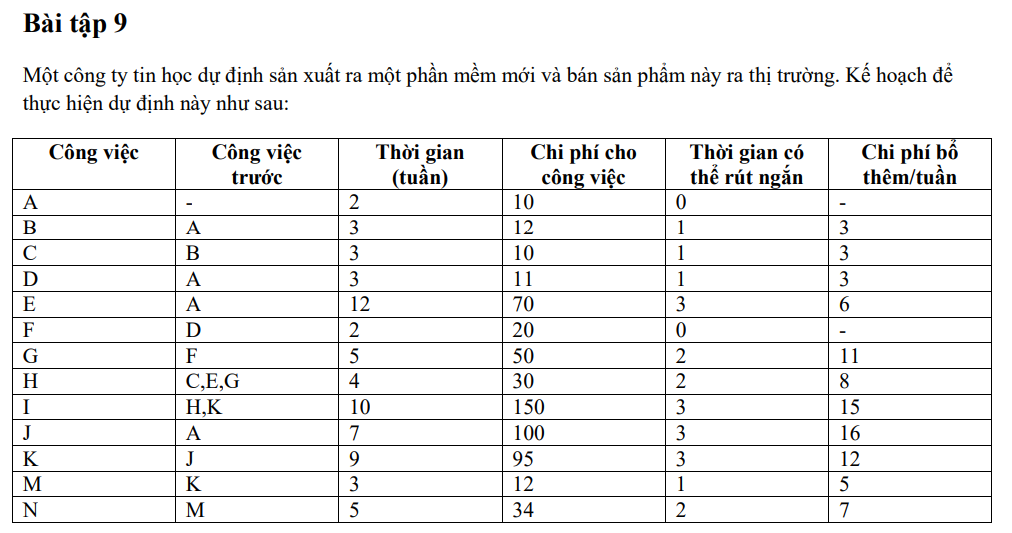 Bài tập 9
Một công ty tin học dự định sản xuất ra một phần mềm mới và bán sản phẩm này ra thị trường. Kế hoạch để
thực hiện dự định này như sau:
Công việc | Công việc trước | Thời gian (tuần) | Chi phí cho công việc | Thời gian có thể rút ngắn | Chi phí bổ thêm/tuần
A | - | 2 | 10 | 0 | -
B | A | 3 | 12 | 1 | 3
C | B | 3 | 10 | 1 | 3
D | A | 3 | 11 | 1 | 3
E | A | 12 | 70 | 3 | 6
F | D | 2 | 20 | 0 | -
G | F | 5 | 50 | 2 | 11
H | C,E,G | 4 | 30 | 2 | 8
I | H,K | 10 | 150 | 3 | 15
J | A | 7 | 100 | 3 | 16
K | J | 9 | 95 | 3 | 12
M | K | 3 | 12 | 1 | 5
N | M | 5 | 34 | 2 | 7